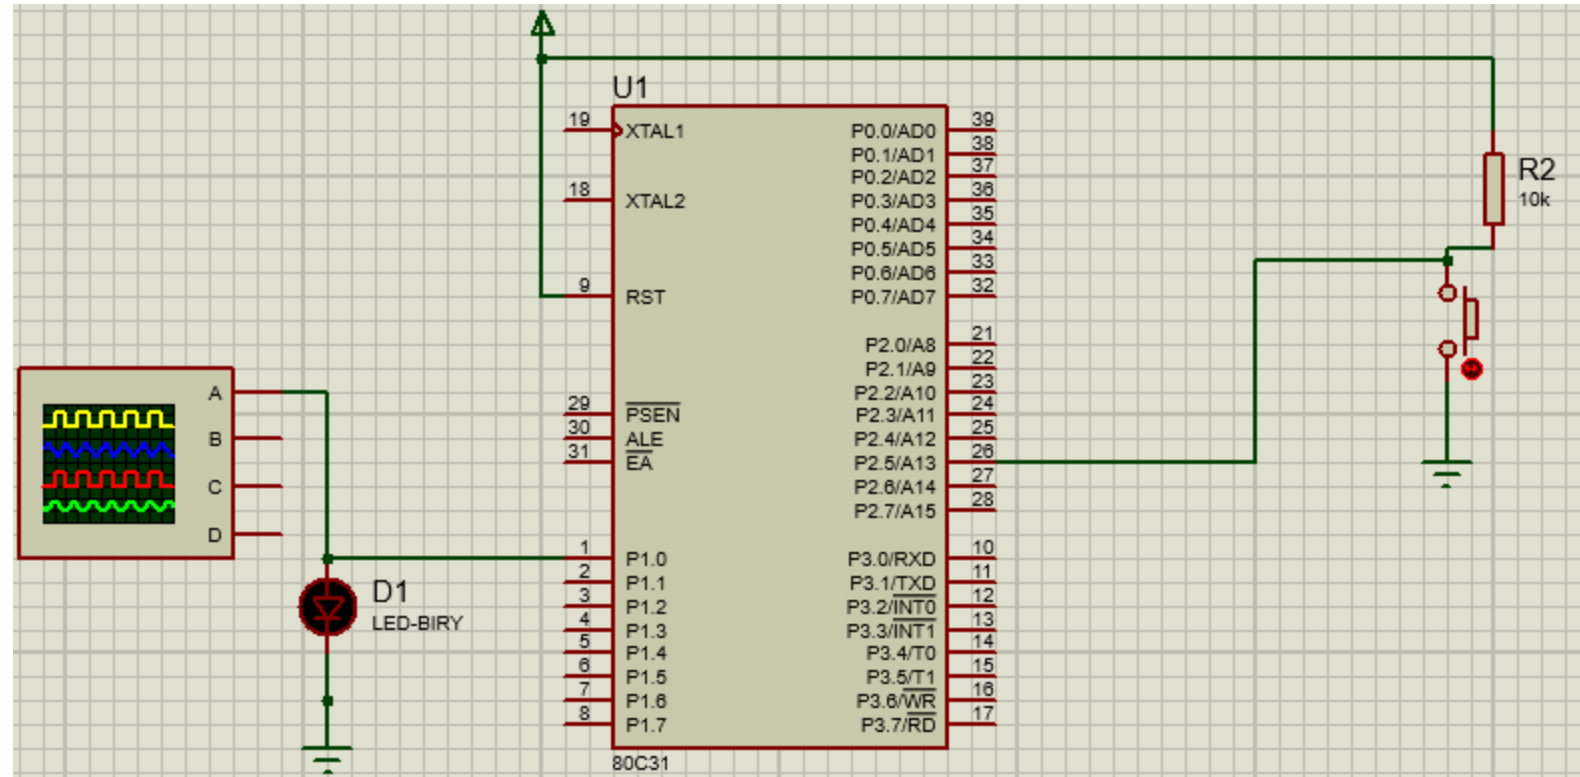 U1
19 XTAL1 P0.0/AD0 39
P0.1/AD1 38
P0.2/AD2 37
18 XTAL2 P0.3/AD3 36
P0.4/AD4 35
P0.5/AD5 34
P0.6/AD6 33
9 RST P0.7/AD7 32
P2.0/A8 21
P2.1/A9 22
P2.2/A10 23
29 PSEN P2.3/A11 24
30 ALE P2.4/A12 25
31 EA P2.5/A13 26
P2.6/A14 27
P2.7/A15 28
1 P1.0 P3.0/RXD 10
2 P1.1 P3.1/TXD 11
3 P1.2 P3.2/INT0 12
4 P1.3 P3.3/INT1 13
5 P1.4 P3.4/T0 14
6 P1.5 P3.5/T1 15
7 P1.6 P3.6/WR 16
8 P1.7 P3.7/RD 17
80C31
R2
10k
A
B
C
D
D1
LED-BIRY